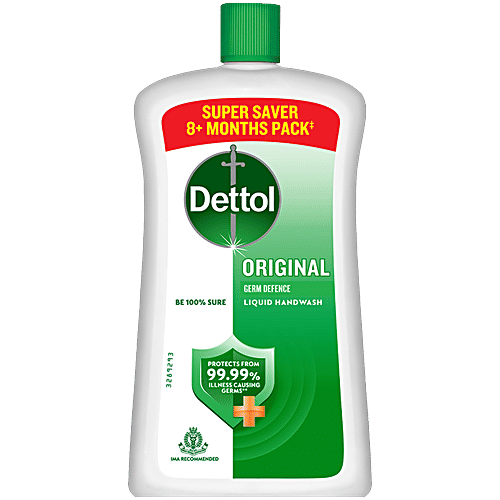 SUPER SAVER
8+ MONTHS PACK‡
Dettol
ORIGINAL
GERM DEFENCE
BE 100% SURE
LIQUID HANDWASH
PROTECTS FROM
99.99%
ILLNESS CAUSING
GERMS**
3289293
IMA RECOMMENDED